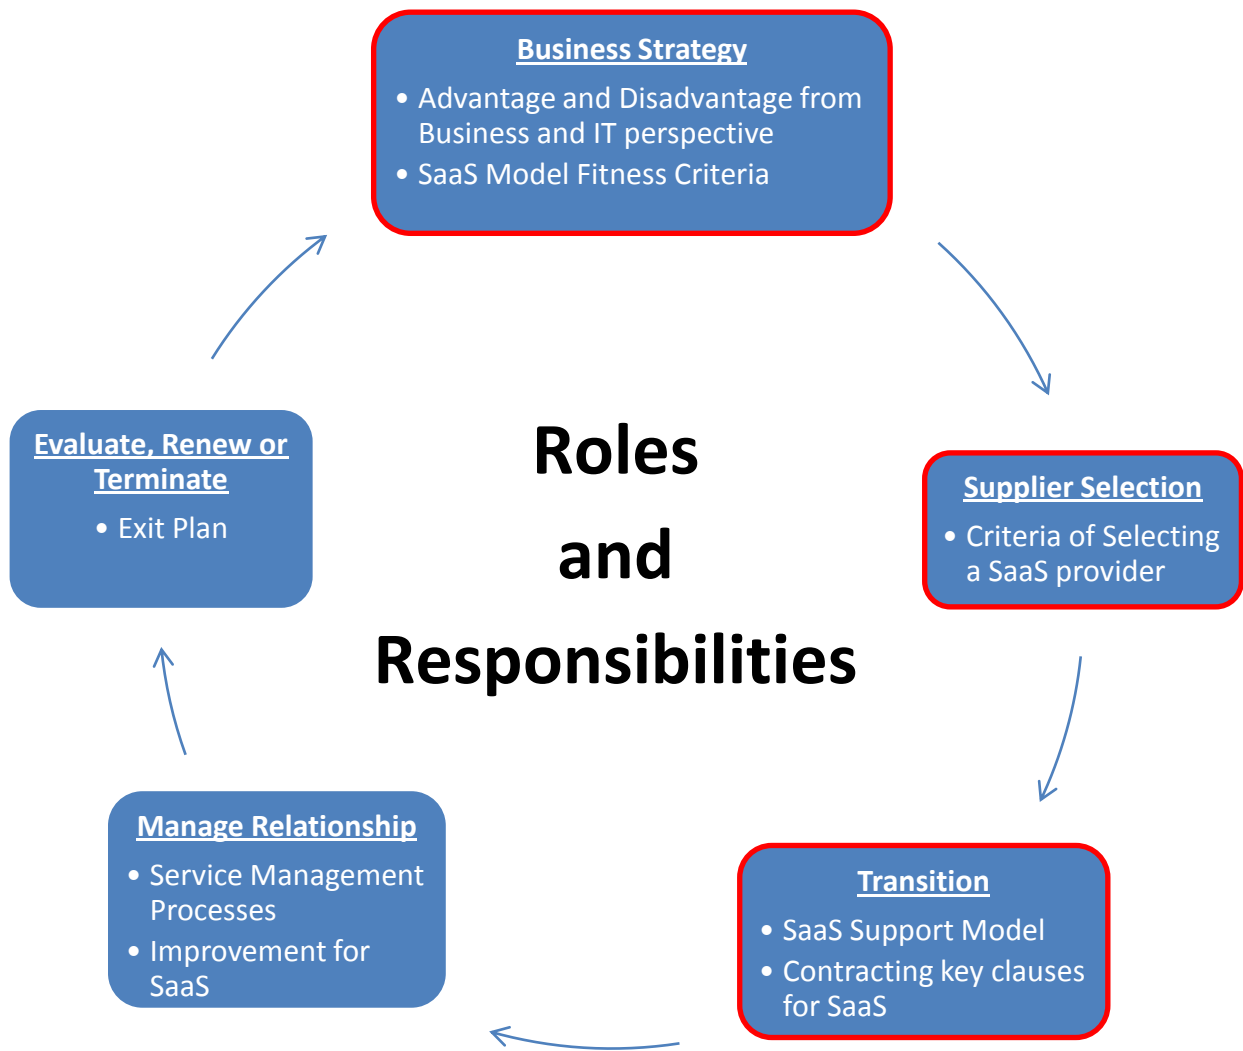 Business Strategy
• Advantage and Disadvantage from
Business and IT perspective
• SaaS Model Fitness Criteria
Supplier Selection
• Criteria of Selecting
a SaaS provider
Transition
• SaaS Support Model
• Contracting key clauses
for SaaS
Manage Relationship
• Service Management
Processes
• Improvement for
SaaS
Evaluate, Renew or
Terminate
• Exit Plan
Roles
and
Responsibilities